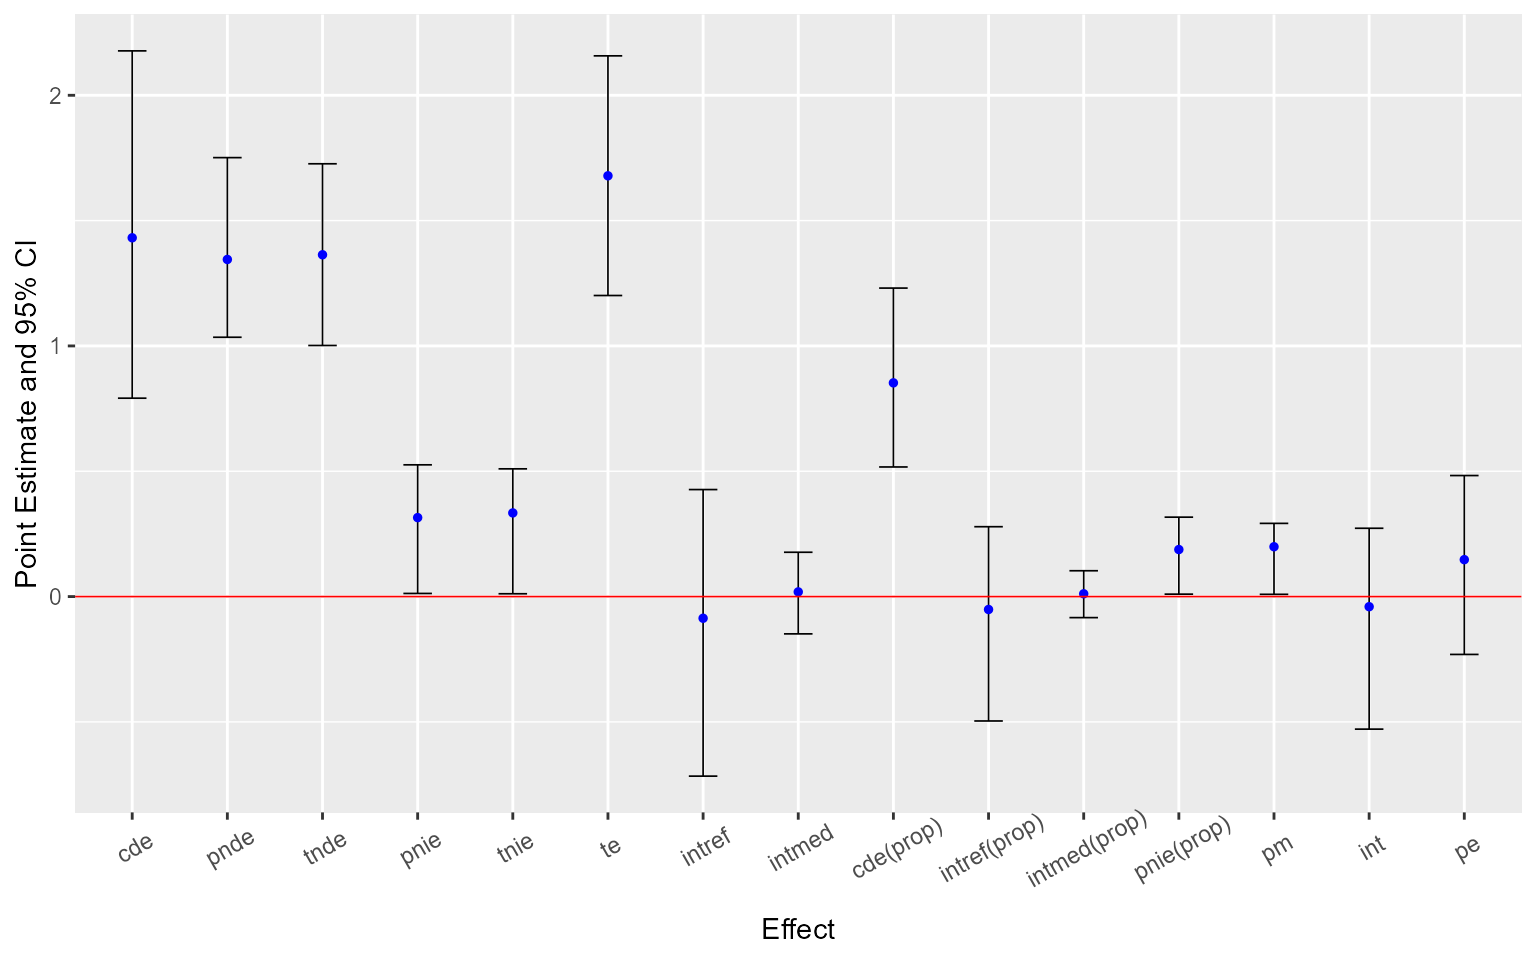 Point Estimate and 95% CI
2
1
0
cde
pnde
tnde
pnie
tnie
te
intref
intmed
cde(prop)
intref(prop)
intmed(prop)
pnie(prop)
pm
int
pe
Effect